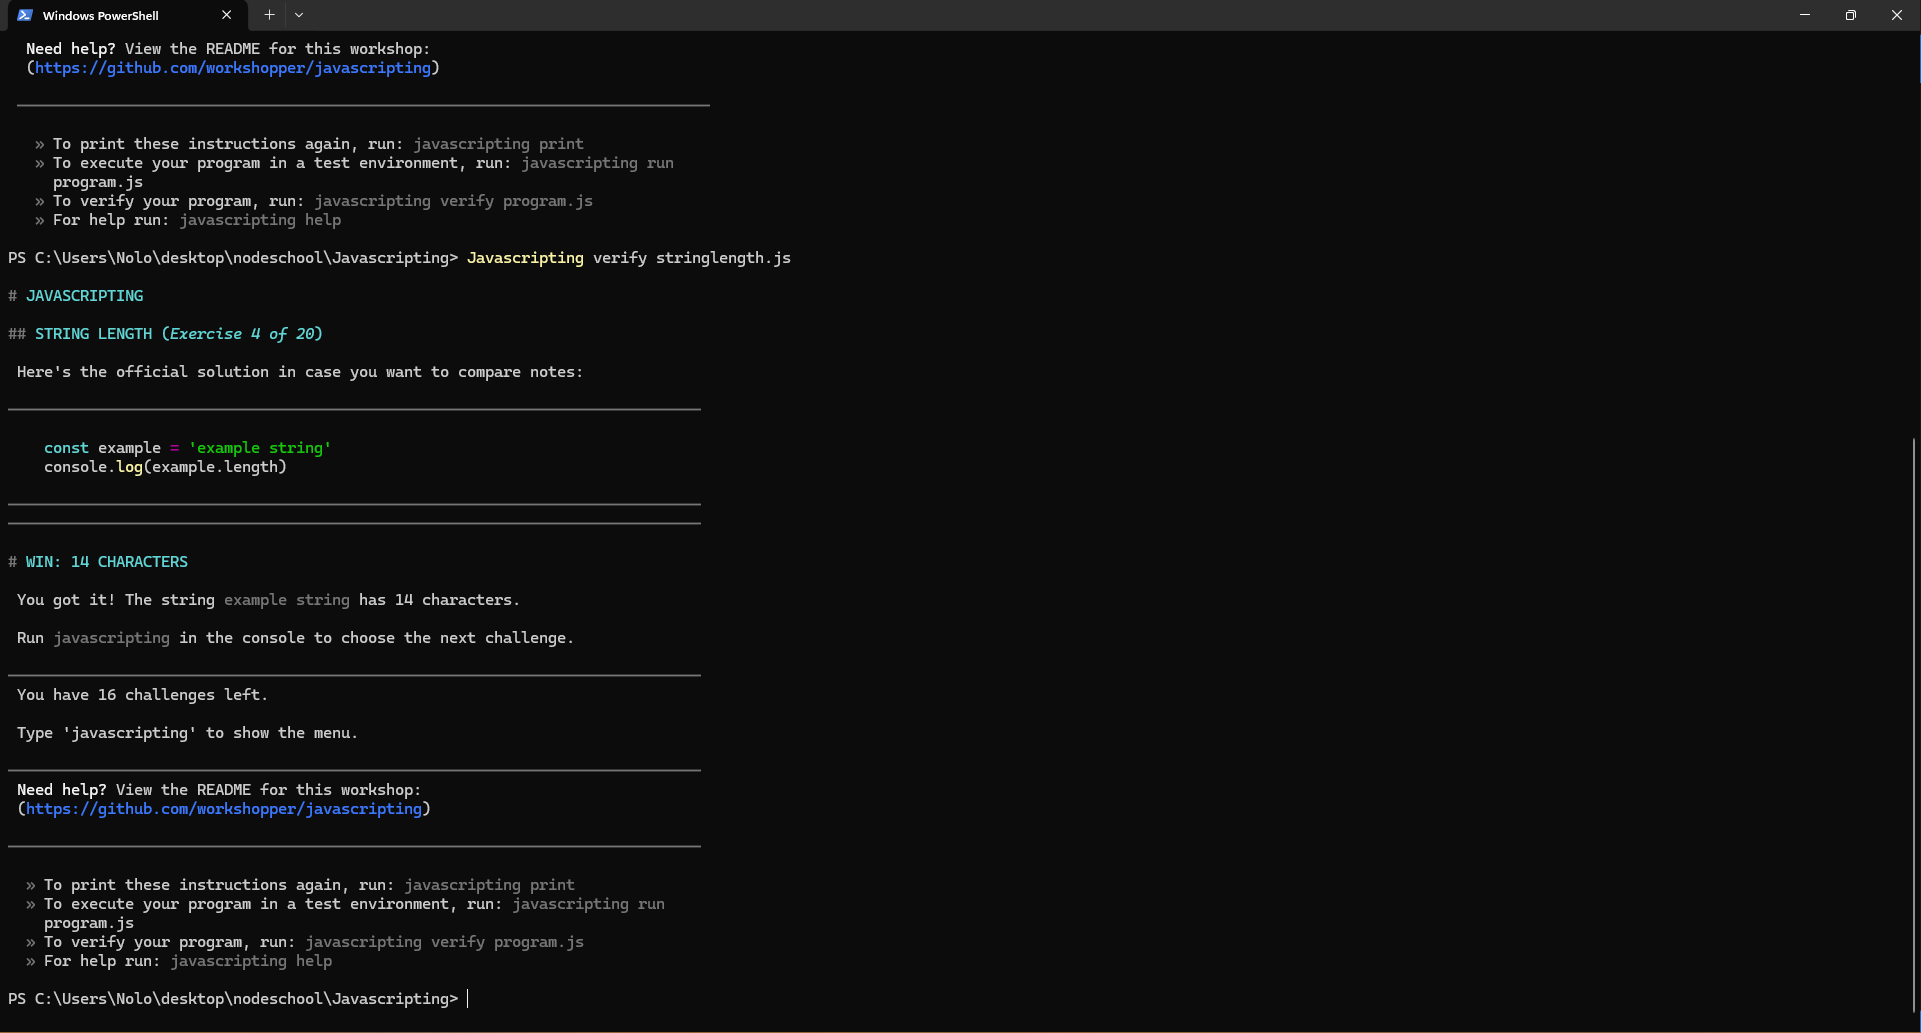 Windows PowerShell
Need help? View the README for this workshop:
(https://github.com/workshopper/javascripting)
» To print these instructions again, run: javascripting print
» To execute your program in a test environment, run: javascripting run
program.js
» To verify your program, run: javascripting verify program.js
» For help run: javascripting help
PS C:\Users\Nolo\desktop\nodeschool\Javascripting> Javascripting verify stringlength.js
# JAVASCRIPTING
## STRING LENGTH (Exercise 4 of 20)
Here's the official solution in case you want to compare notes:
const example = 'example string'
console.log(example.length)
# WIN: 14 CHARACTERS
You got it! The string example string has 14 characters.
Run javascripting in the console to choose the next challenge.
You have 16 challenges left.
Type 'javascripting' to show the menu.
Need help? View the README for this workshop:
(https://github.com/workshopper/javascripting)
» To print these instructions again, run: javascripting print
» To execute your program in a test environment, run: javascripting run
program.js
» To verify your program, run: javascripting verify program.js
» For help run: javascripting help
PS C:\Users\Nolo\desktop\nodeschool\Javascripting>